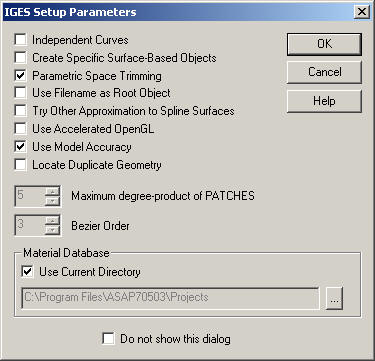 IGES Setup Parameters
Independent Curves
OK
Create Specific Surface-Based Objects
Parametric Space Trimming
Cancel
Use Filename as Root Object
Help
Try Other Approximation to Spline Surfaces
Use Accelerated OpenGL
Use Model Accuracy
Locate Duplicate Geometry
5 Maximum degree-product of PATCHES
3 Bezier Order
Material Database
Use Current Directory
C:\Program Files\ASAP70503\Projects ...
Do not show this dialog